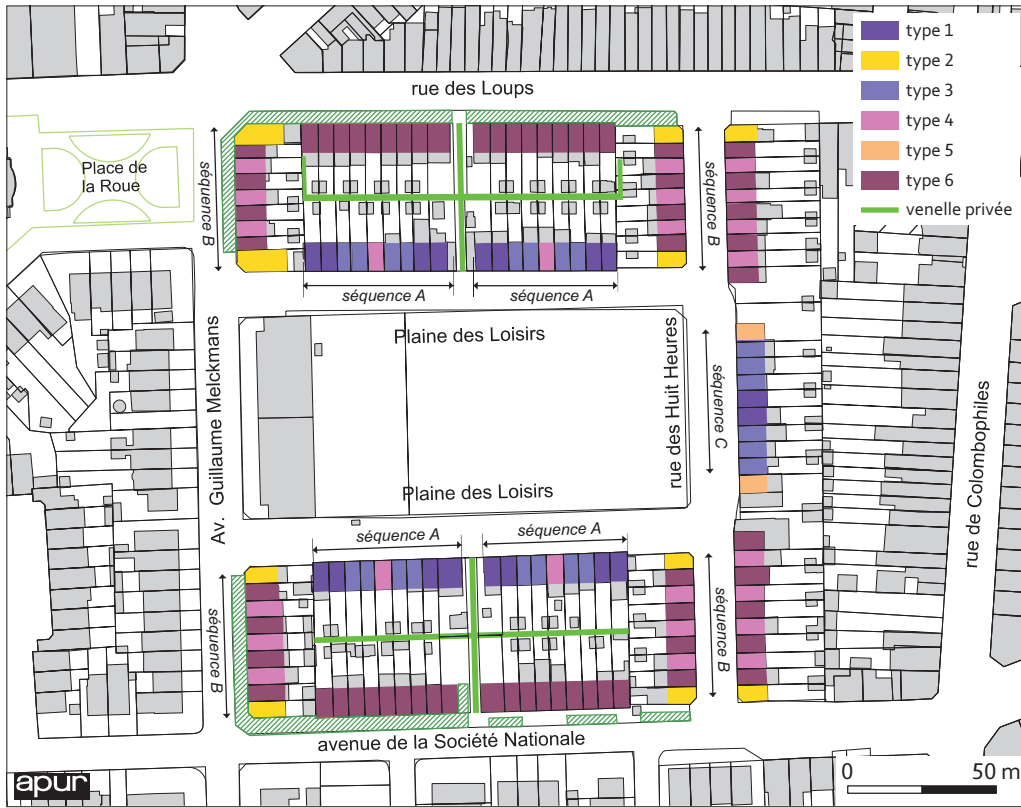 rue des Loups
type 1
type 2
type 3
type 4
type 5
type 6
venelle privée
Place de
la Roue
séquence B
séquence B
séquence A
séquence A
Plaine des Loisirs
Av. Guillaume Melckmans
rue des Huit Heures
séquence C
rue de Colombophiles
Plaine des Loisirs
séquence A
séquence A
séquence B
séquence B
avenue de la Société Nationale
apur
0 50 m